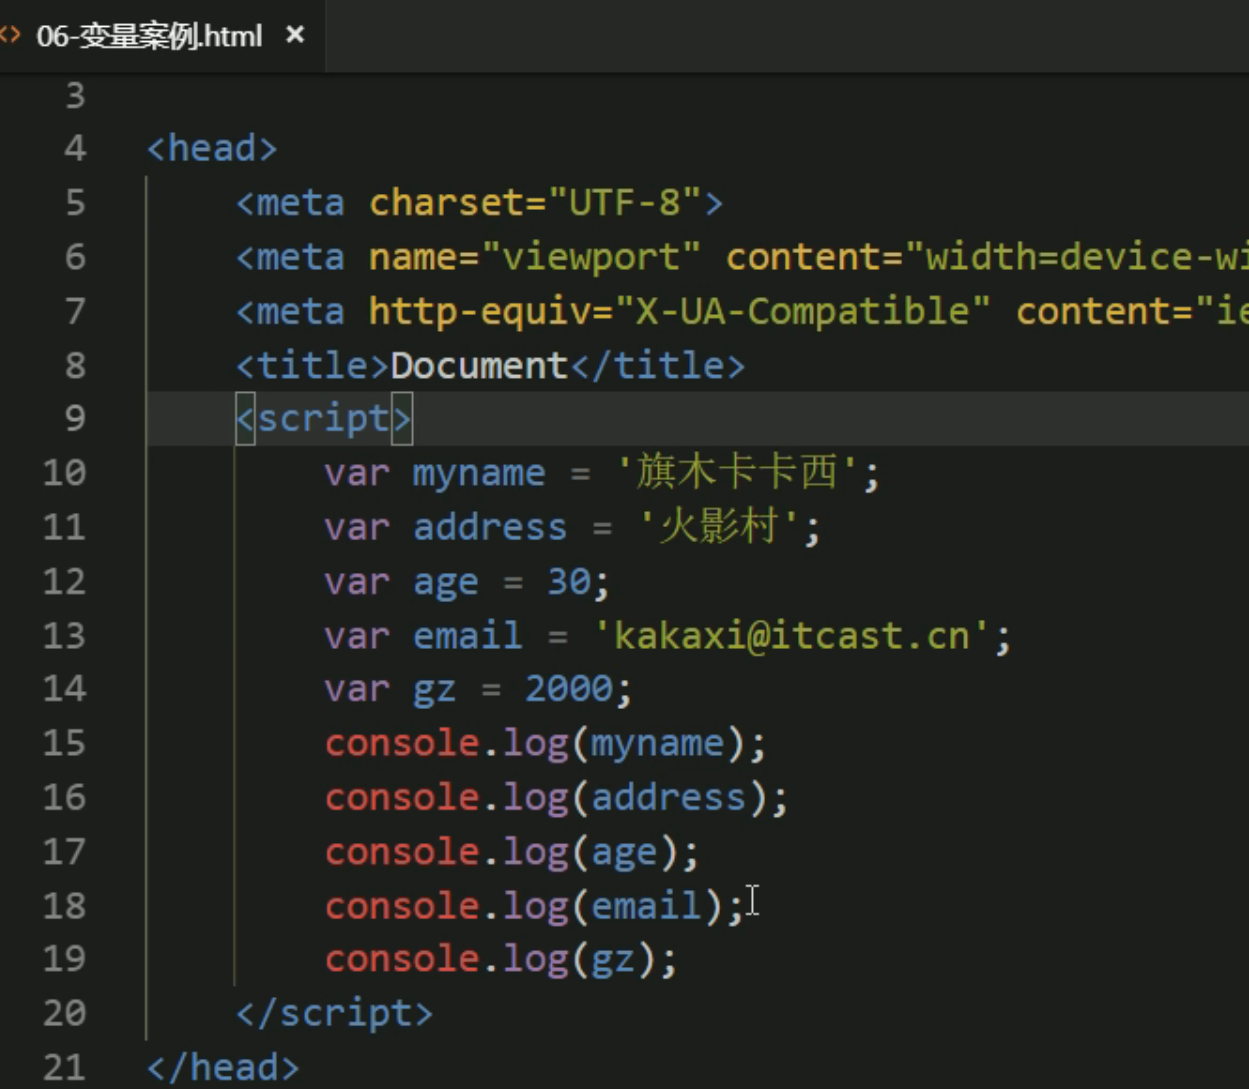 06-变量案例.html ×
3
4 <head>
5 <meta charset="UTF-8">
6 <meta name="viewport" content="width=device-wi
7 <meta http-equiv="X-UA-Compatible" content="ie
8 <title>Document</title>
9 <script>
10 var myname = '旗木卡卡西';
11 var address = '火影村';
12 var age = 30;
13 var email = 'kakaxi@itcast.cn';
14 var gz = 2000;
15 console.log(myname);
16 console.log(address);
17 console.log(age);
18 console.log(email);
19 console.log(gz);
20 </script>
21 </head>